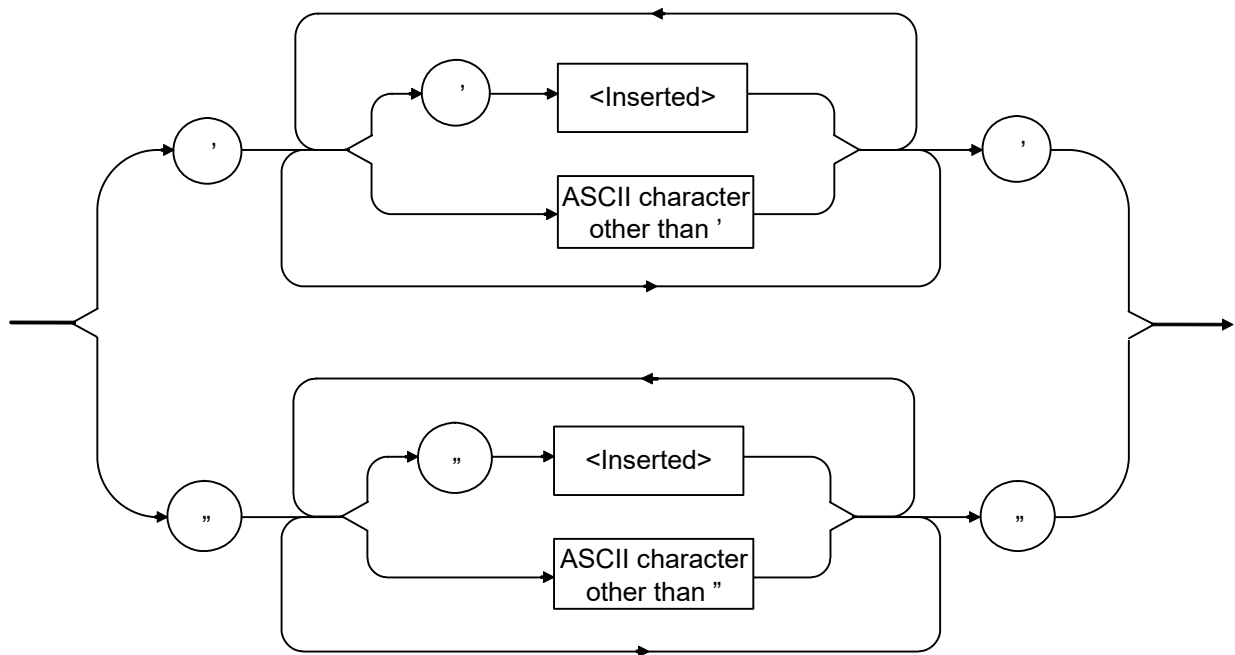 ’
<Inserted>
’
’
ASCII character
other than ’
”
<Inserted>
”
”
ASCII character
other than ”